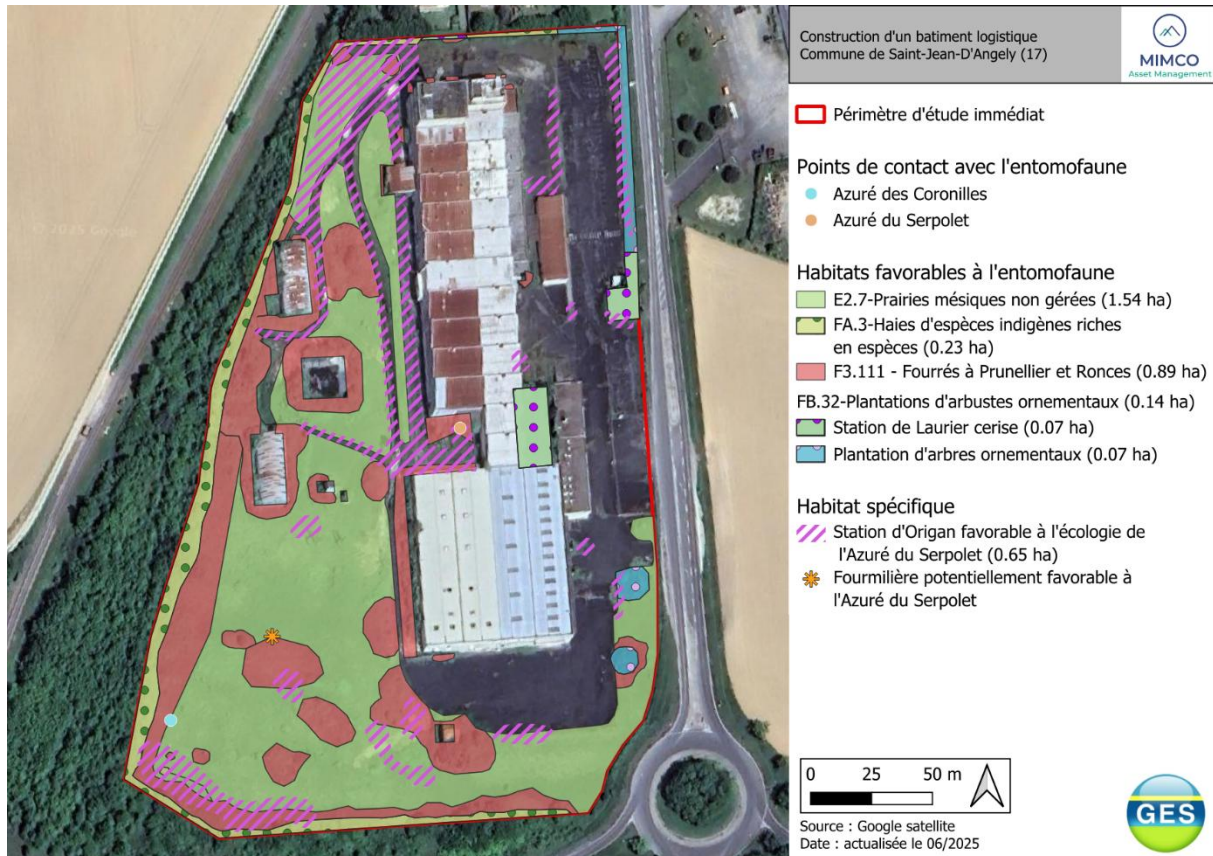 Construction d'un batiment logistique
Commune de Saint-Jean-D'Angely (17)
MIMCO
Asset Management
Périmètre d'étude immédiat
Points de contact avec l'entomofaune
Azuré des Coronilles
Azuré du Serpolet
Habitats favorables à l'entomofaune
E2.7-Prairies mésiques non gérées (1.54 ha)
FA.3-Haies d'espèces indigènes riches
en espèces (0.23 ha)
F3.111 - Fourrés à Prunellier et Ronces (0.89 ha)
FB.32-Plantations d'arbustes ornementaux (0.14 ha)
Station de Laurier cerise (0.07 ha)
Plantation d'arbres ornementaux (0.07 ha)
Habitat spécifique
Station d'Origan favorable à l'écologie de
l'Azuré du Serpolet (0.65 ha)
Fourmilière potentiellement favorable à
l'Azuré du Serpolet
0 25 50 m
Source : Google satellite
Date : actualisée le 06/2025
GES
© 2025 Google